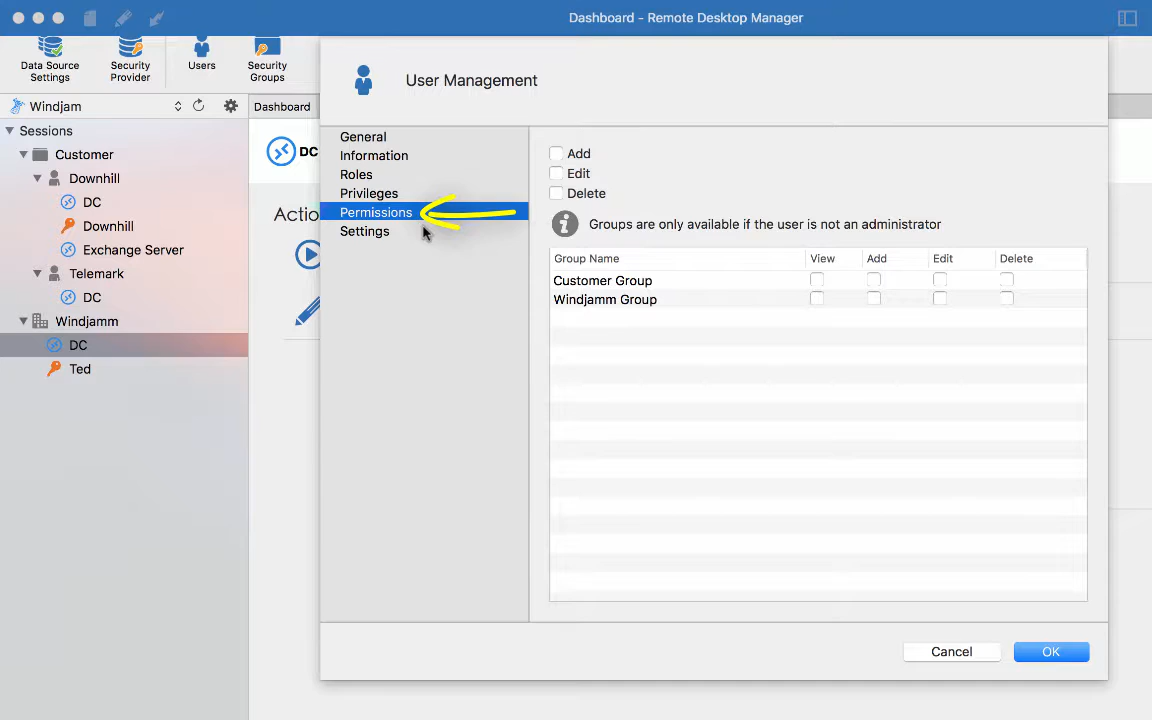 Dashboard - Remote Desktop Manager
Data Source Settings
Security Provider
Users
Security Groups
Windjam
Dashboard
Sessions
Customer
Downhill
DC
Downhill
Exchange Server
Telemark
DC
Windjamm
DC
Ted
DC
Actio
User Management
General
Information
Roles
Privileges
Permissions
Settings
Add
Edit
Delete
Groups are only available if the user is not an administrator
Group Name View Add Edit Delete
Customer Group
Windjamm Group
Cancel OK